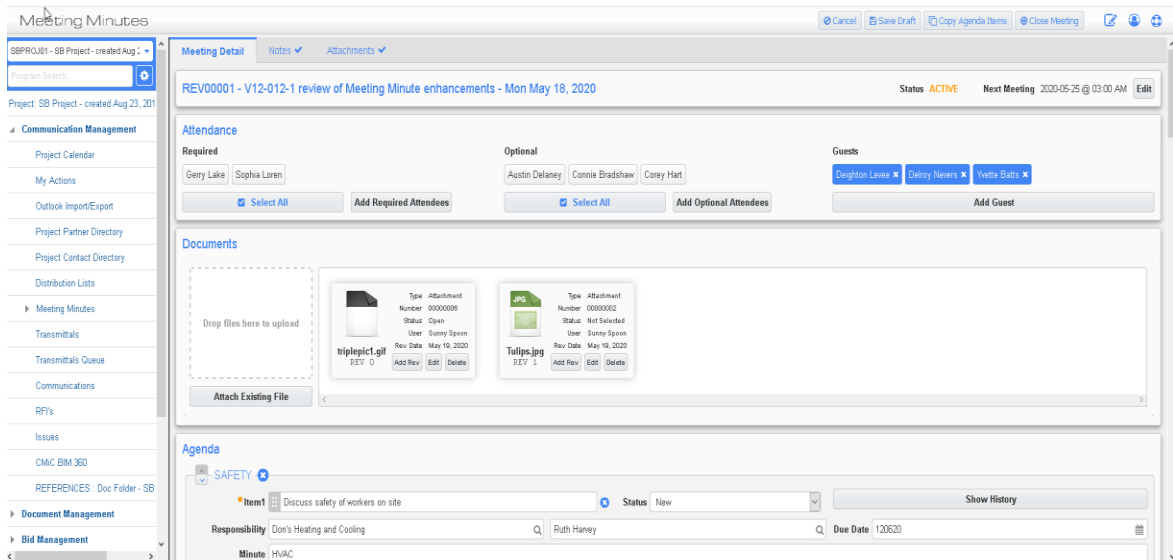 Meeting Minutes
Cancel Save Draft Copy Agenda Items Close Meeting
SBPROJ01 - SB Project - created Aug 2
Program Search...
Project: SB Project - created Aug 23, 201
Communication Management
Project Calendar
My Actions
Outlook Import/Export
Project Partner Directory
Project Contact Directory
Distribution Lists
Meeting Minutes
Transmittals
Transmittals Queue
Communications
RFI's
Issues
CMiC BIM 360
REFERENCES : Doc Folder - SB
Document Management
Bid Management
Meeting Detail Notes Attachments
REV00001 - V12-012-1 review of Meeting Minute enhancements - Mon May 18, 2020
Status ACTIVE Next Meeting 2020-05-25 @ 03:00 AM Edit
Attendance
Required Optional Guests
Gerry Lake Sophia Loren Austin Delaney Connie Bradshaw Corey Hart Deighton Levee Delroy Nevers Yvette Batts
Select All Add Required Attendees Select All Add Optional Attendees Add Guest
Documents
Drop files here to upload
Attach Existing File
Type Attachment
Number 00000006
Status Open
User Sunny Spoon
Rev Date May 19, 2020
triplepic1.gif
REV 0 Add Rev Edit Delete
JPG
Type Attachment
Number 00000002
Status Not Selected
User Sunny Spoon
Rev Date May 19, 2020
Tulips.jpg
REV 1 Add Rev Edit Delete
Agenda
SAFETY
*Item1 Discuss safety of workers on site Status New Show History
Responsibility Don's Heating and Cooling Ruth Harvey Due Date 120620
Minute HVAC